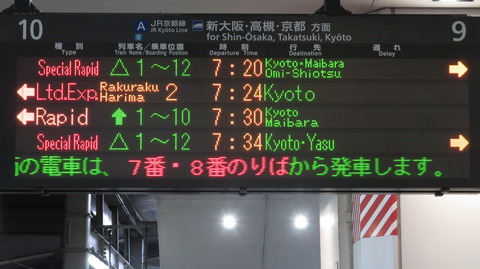 10 A JR京都線 JR Kyōto Line 新大阪・高槻・京都 方面 for Shin-Osaka, Takatsuki, Kyōto 9
種別 Type 列車名／乗車位置 Train Name/Boarding Position 時刻 Departure Time 行先 Destination 遅れ Delay
← Special Rapid △ 1～12 7:20 Kyoto・Maibara Omi-Shiotsu →
← Ltd.Exp. Rakuraku Harima 2 7:24 Kyoto
← Rapid ↑ 1～10 7:30 Kyoto Maibara
Special Rapid △ 1～12 7:34 Kyoto・Yasu →
の電車は、7番・8番のりばから発車します。